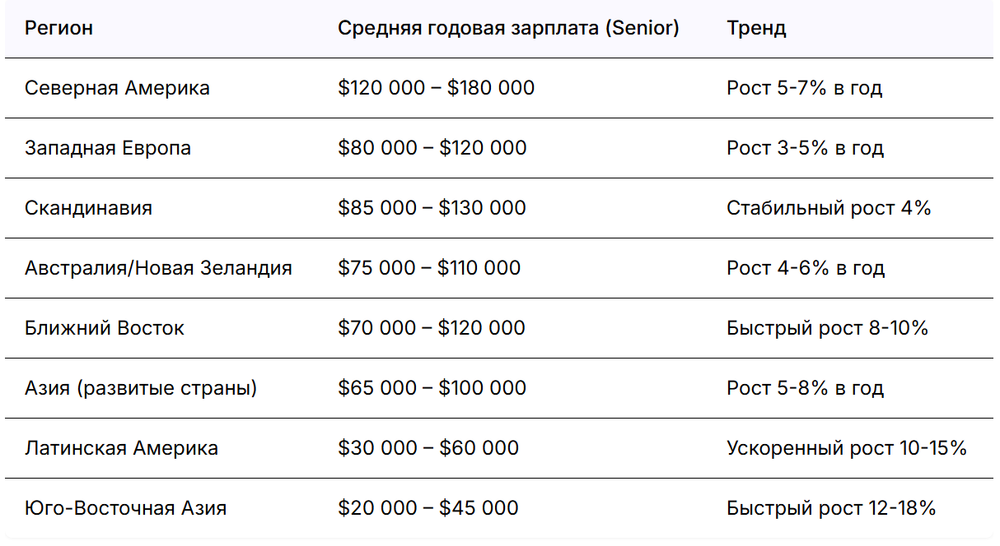 Регион Средняя годовая зарплата (Senior) Тренд
Северная Америка $120 000 – $180 000 Рост 5-7% в год
Западная Европа $80 000 – $120 000 Рост 3-5% в год
Скандинавия $85 000 – $130 000 Стабильный рост 4%
Австралия/Новая Зеландия $75 000 – $110 000 Рост 4-6% в год
Ближний Восток $70 000 – $120 000 Быстрый рост 8-10%
Азия (развитые страны) $65 000 – $100 000 Рост 5-8% в год
Латинская Америка $30 000 – $60 000 Ускоренный рост 10-15%
Юго-Восточная Азия $20 000 – $45 000 Быстрый рост 12-18%